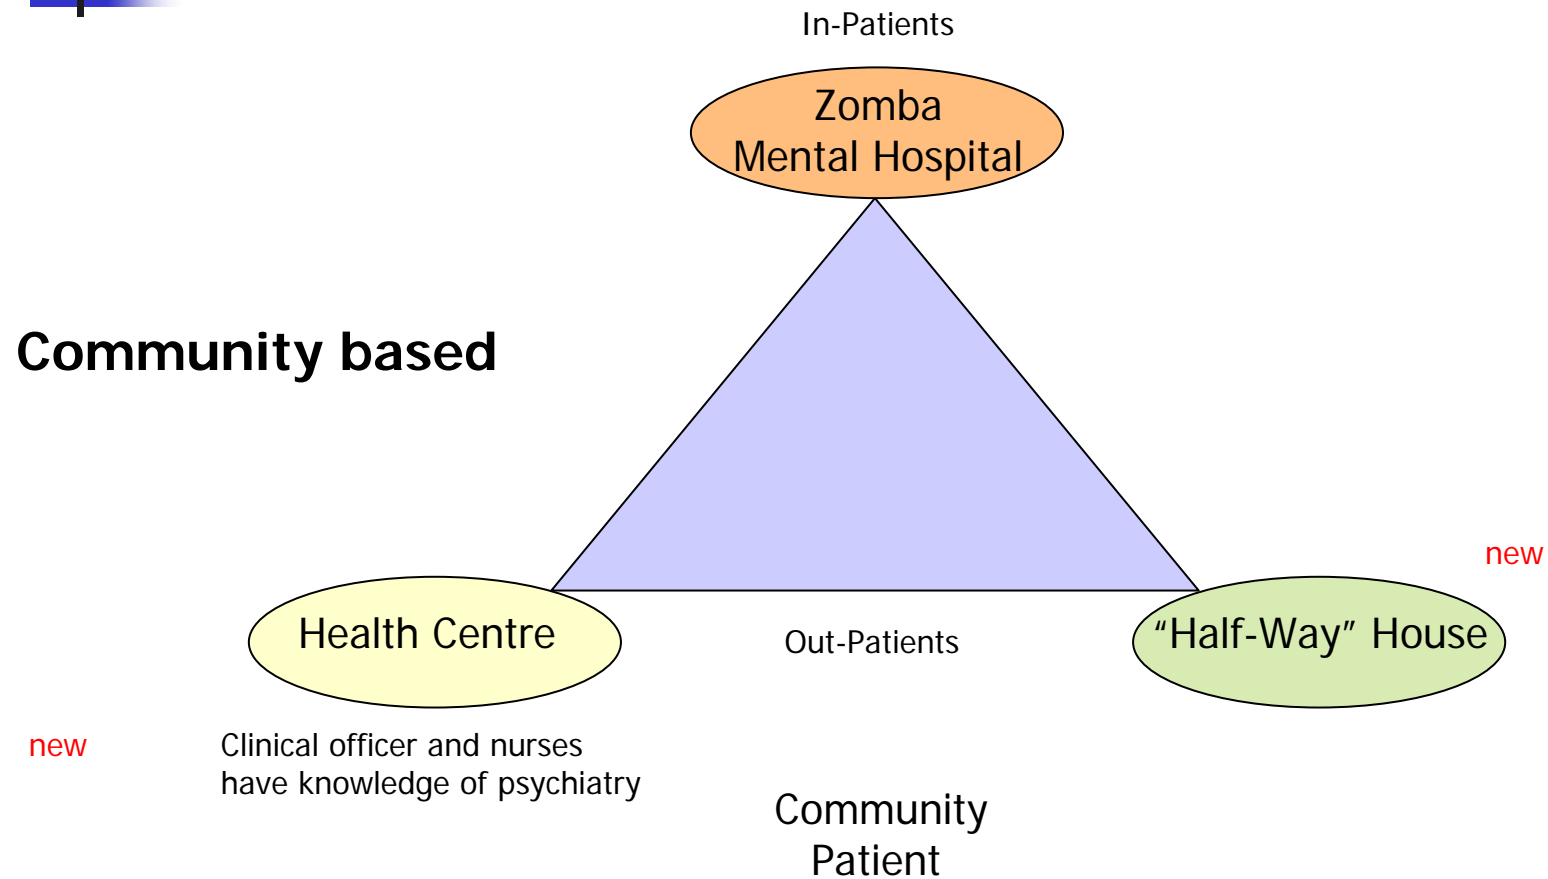 In-Patients
Zomba
Mental Hospital
Community based
new
Health Centre
Out-Patients
“Half-Way” House
new
Clinical officer and nurses
have knowledge of psychiatry
Community
Patient